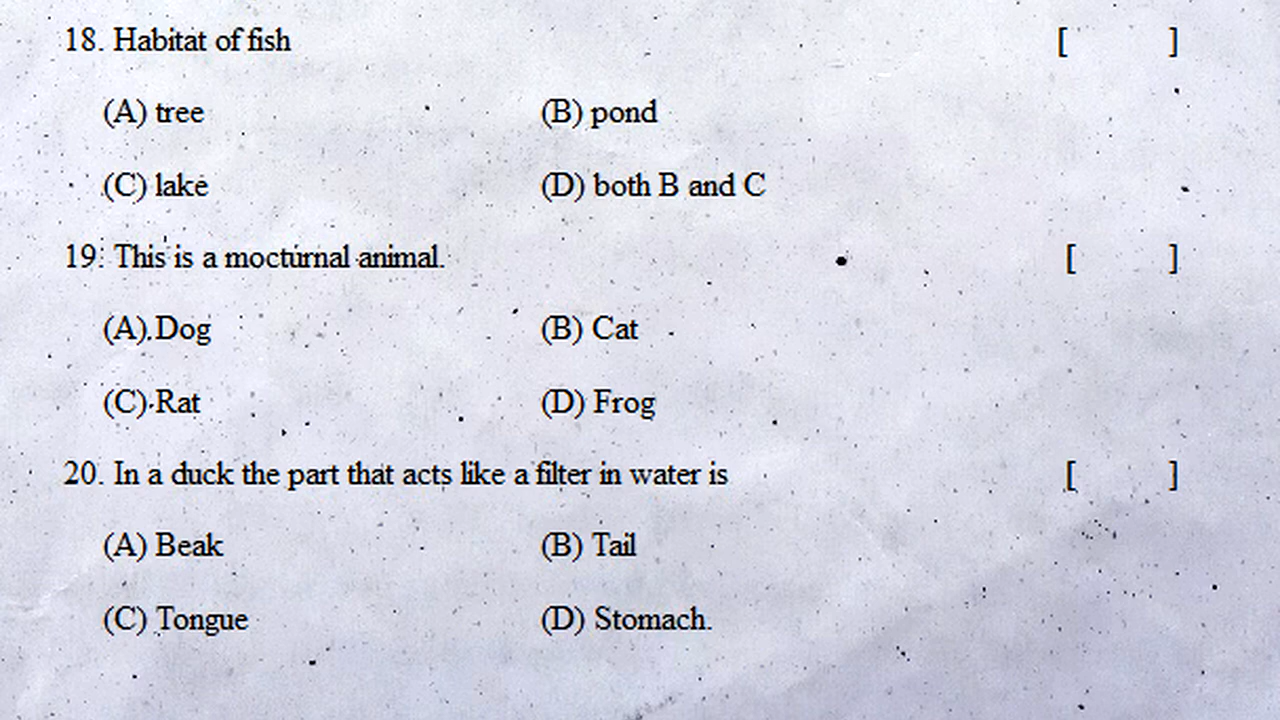 18. Habitat of fish [ ]
(A) tree (B) pond
(C) lake (D) both B and C
19. This is a mocturnal animal. [ ]
(A) Dog (B) Cat
(C) Rat (D) Frog
20. In a duck the part that acts like a filter in water is [ ]
(A) Beak (B) Tail
(C) Tongue (D) Stomach.